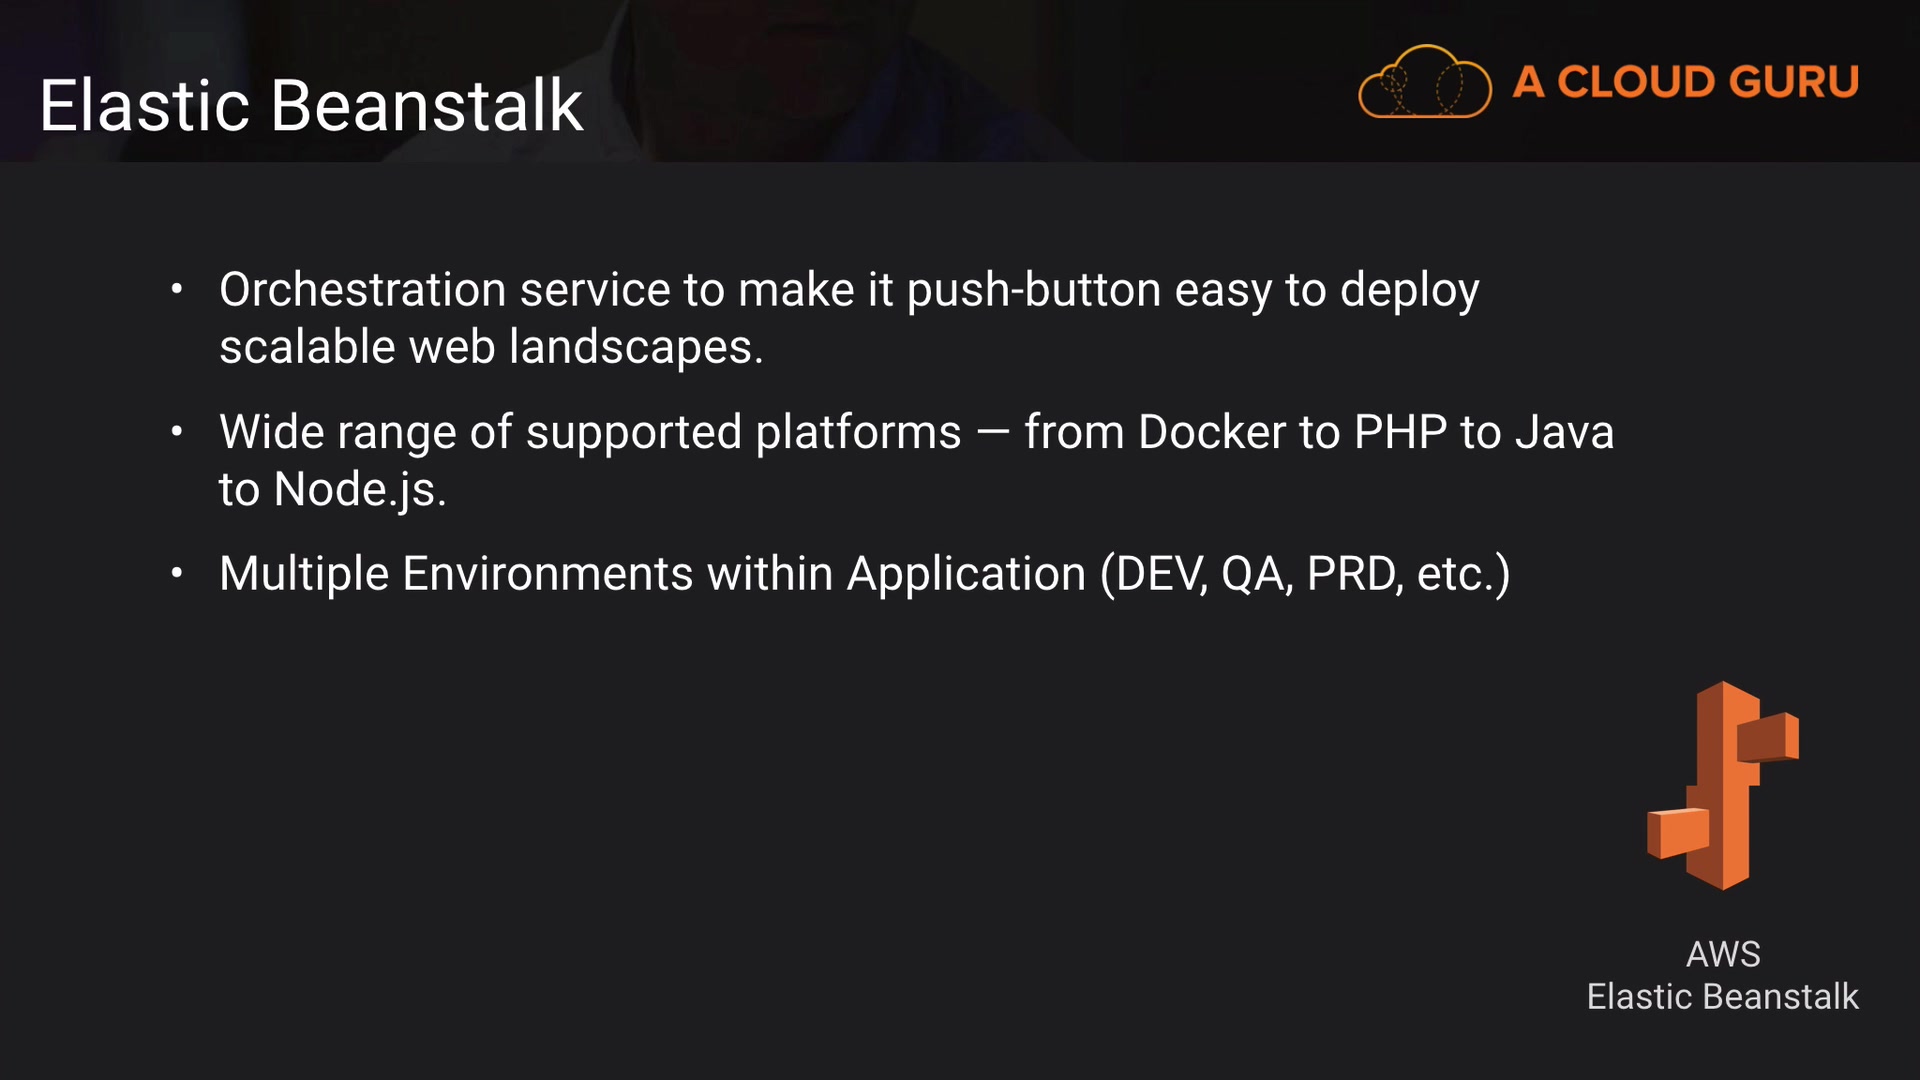 Elastic Beanstalk
A CLOUD GURU
• Orchestration service to make it push-button easy to deploy
scalable web landscapes.
• Wide range of supported platforms — from Docker to PHP to Java
to Node.js.
• Multiple Environments within Application (DEV, QA, PRD, etc.)
AWS
Elastic Beanstalk